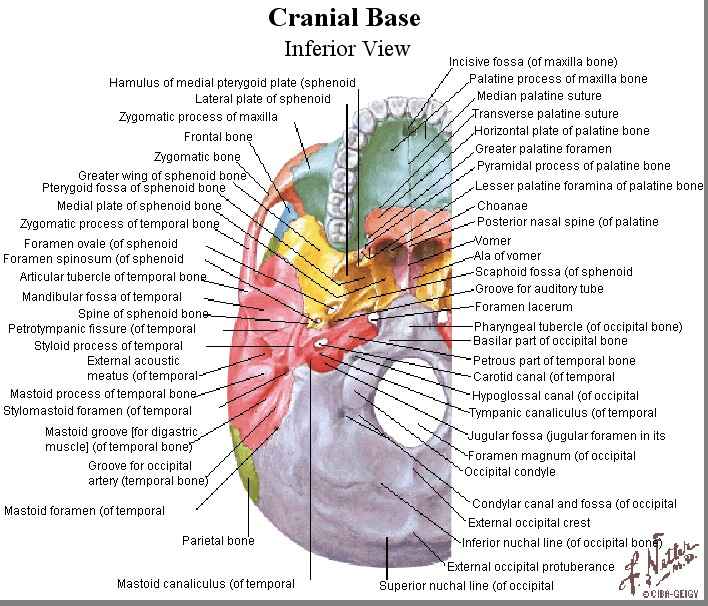 Cranial Base
Inferior View
Hamulus of medial pterygoid plate (sphenoid
Lateral plate of sphenoid
Zygomatic process of maxilla
Frontal bone
Zygomatic bone
Greater wing of sphenoid bone
Pterygoid fossa of sphenoid bone
Medial plate of sphenoid bone
Zygomatic process of temporal bone
Foramen ovale (of sphenoid
Foramen spinosum (of sphenoid
Articular tubercle of temporal bone
Mandibular fossa of temporal
Spine of sphenoid bone
Petrotympanic fissure (of temporal
Styloid process of temporal
External acoustic
meatus (of temporal
Mastoid process of temporal bone
Stylomastoid foramen (of temporal
Mastoid groove [for digastric
muscle] (of temporal bone)
Groove for occipital
artery (temporal bone)
Mastoid foramen (of temporal
Parietal bone
Mastoid canaliculus (of temporal
Incisive fossa (of maxilla bone)
Palatine process of maxilla bone
Median palatine suture
Transverse palatine suture
Horizontal plate of palatine bone
Greater palatine foramen
Pyramidal process of palatine bone
Lesser palatine foramina of palatine bone
Choanae
Posterior nasal spine (of palatine
Vomer
Ala of vomer
Scaphoid fossa (of sphenoid
Groove for auditory tube
Foramen lacerum
Pharyngeal tubercle (of occipital bone)
Basilar part of occipital bone
Petrous part of temporal bone
Carotid canal (of temporal
Hypoglossal canal (of occipital
Tympanic canaliculus (of temporal
Jugular fossa (jugular foramen in its
Foramen magnum (of occipital
Occipital condyle
Condylar canal and fossa (of occipital
External occipital crest
Inferior nuchal line (of occipital bone)
External occipital protuberance
Superior nuchal line (of occipital
F. Netter
M.D.
© CIBA-GEIGY